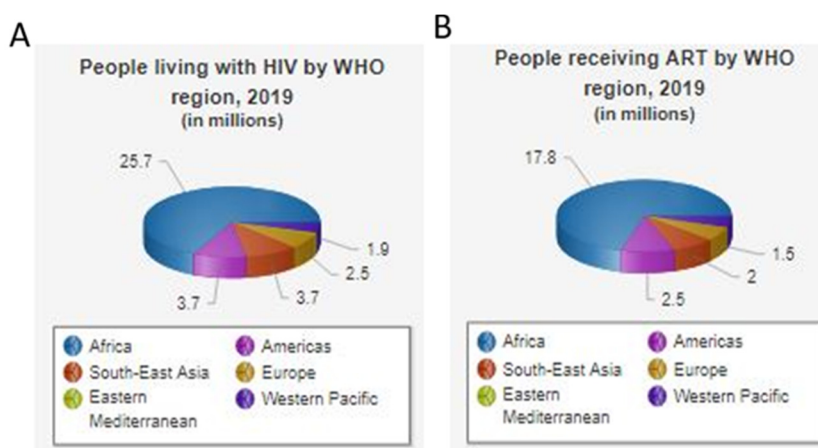 A
People living with HIV by WHO
region, 2019
(in millions)
25.7
1.9
2.5
3.7
3.7
Africa
Americas
South-East Asia
Europe
Eastern
Mediterranean
Western Pacific
B
People receiving ART by WHO
region, 2019
(in millions)
17.8
1.5
2
2.5
Africa
Americas
South-East Asia
Europe
Eastern
Mediterranean
Western Pacific